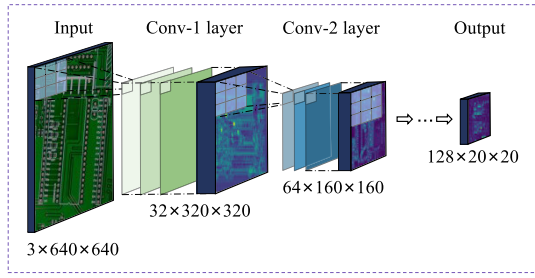 Input
Conv-1 layer
Conv-2 layer
Output
3×640×640
32×320×320
64×160×160
128×20×20